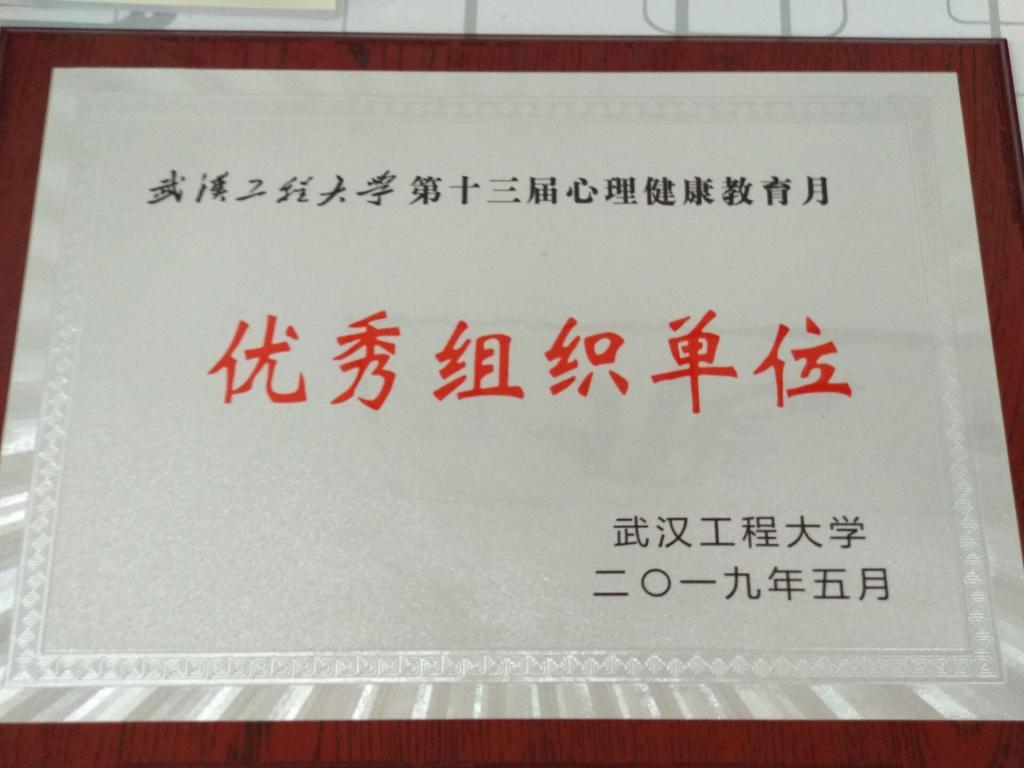 武汉工程大学第十三届心理健康教育月
优秀组织单位
武汉工程大学
二〇一九年五月